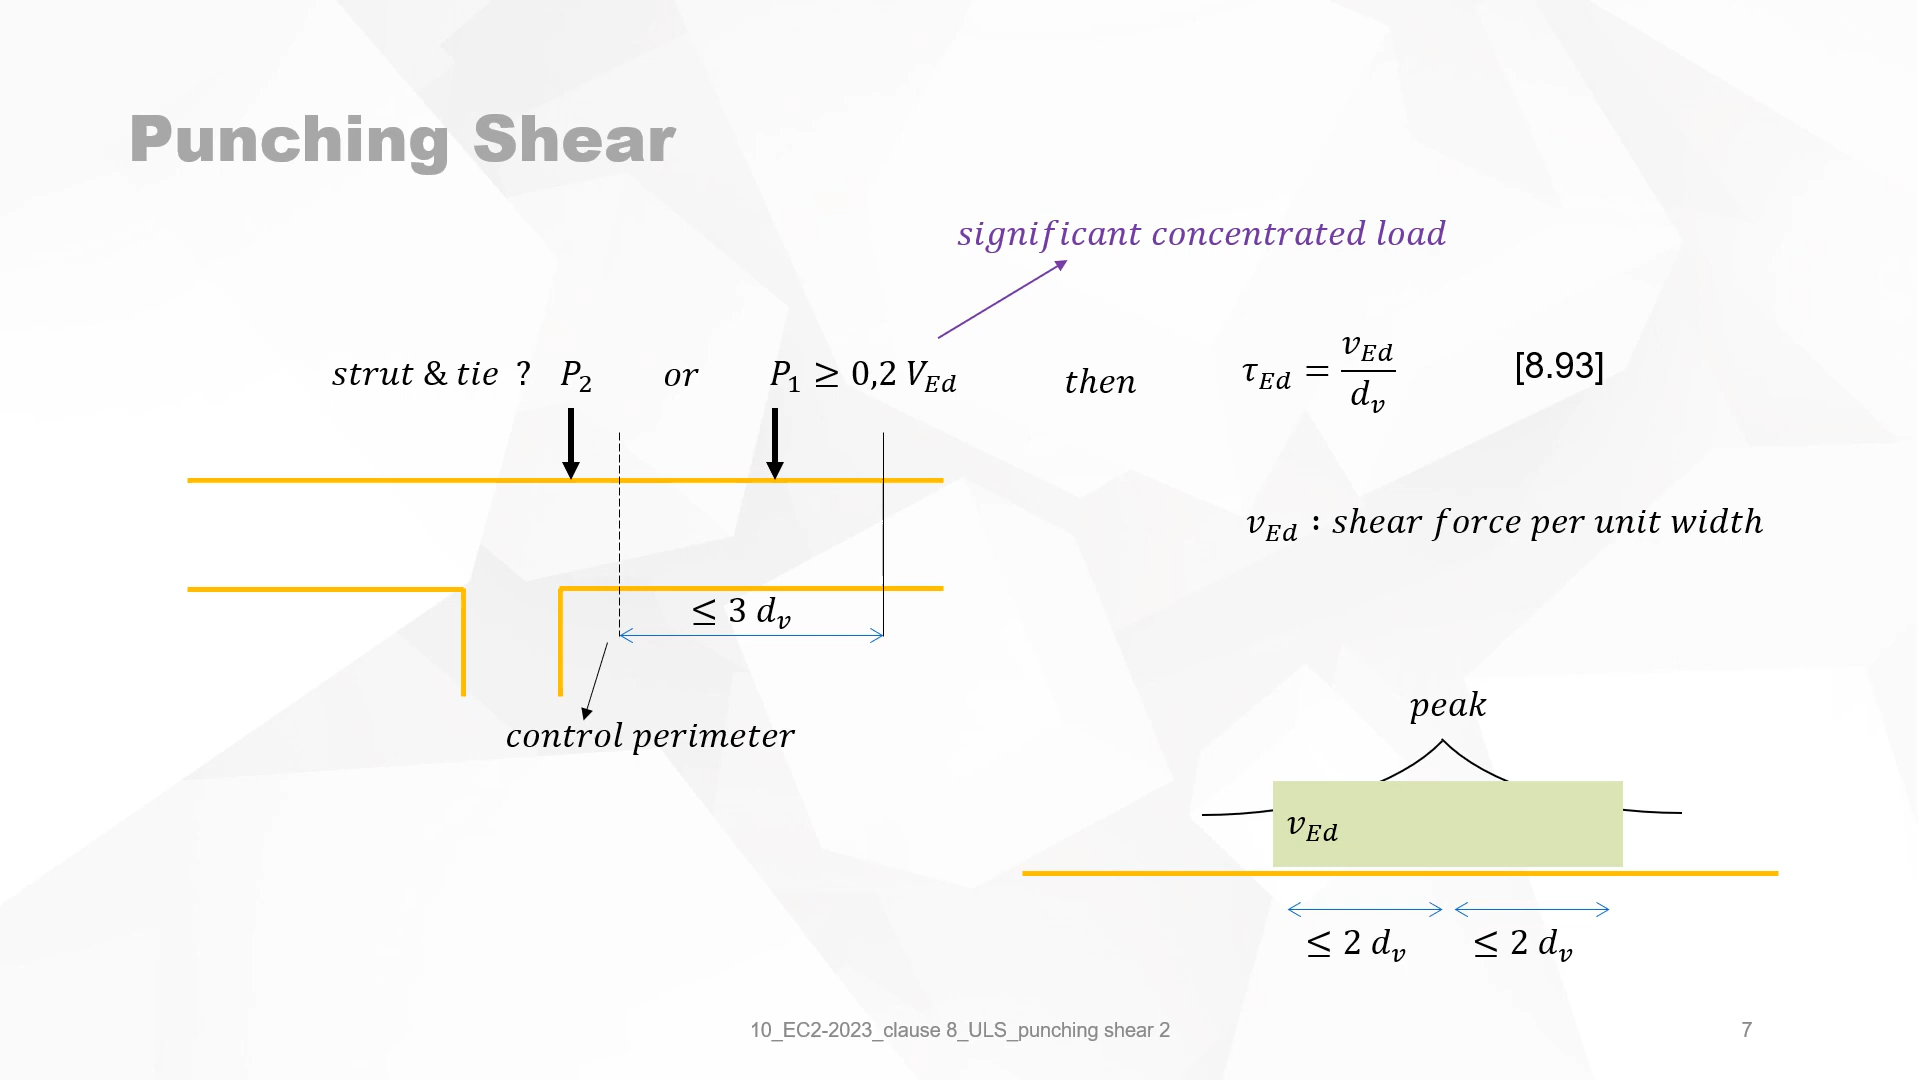 Punching Shear
significant concentrated load
strut & tie ? P₂ or P₁ ≥ 0,2 V_Ed then τ_Ed = v_Ed / d_v [8.93]
v_Ed : shear force per unit width
≤ 3 d_v
control perimeter
peak
v_Ed
≤ 2 d_v ≤ 2 d_v
10_EC2-2023_clause 8_ULS_punching shear 2
7